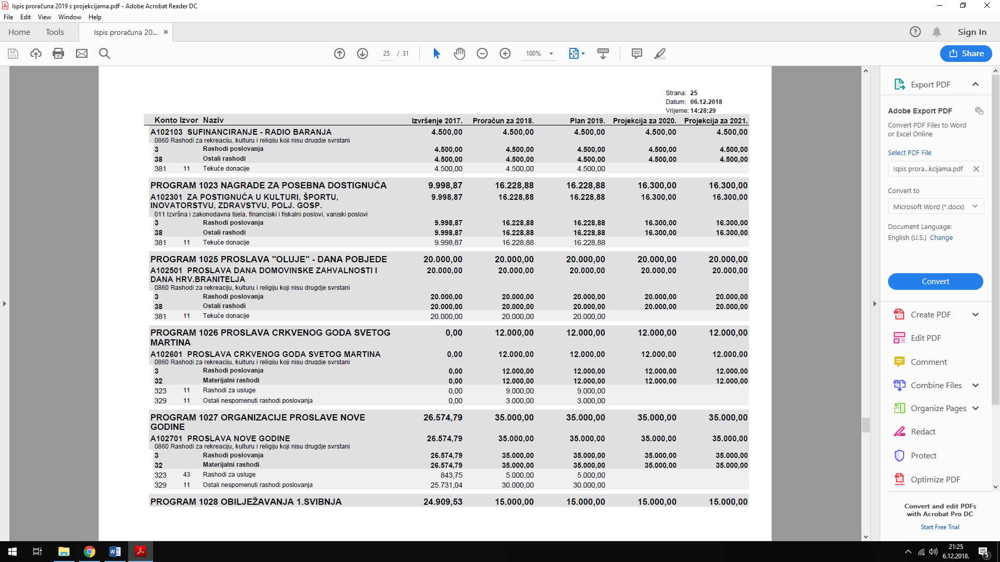 Ispis proračuna 2019 s projekcijama.pdf - Adobe Acrobat Reader DC
File Edit View Window Help
Home Tools Ispis proračuna 20... × Sign In
25 / 31 100% Share
Strana: 25
Datum: 06.12.2018
Vrijeme: 14:28:29
Konto Izvor Naziv Izvršenje 2017. Proračun za 2018. Plan 2019. Projekcija za 2020. Projekcija za 2021.
A102103 SUFINANCIRANJE - RADIO BARANJA 4.500,00 4.500,00 4.500,00 4.500,00 4.500,00
0860 Rashodi za rekreaciju, kulturu i religiju koji nisu drugdje svrstani
3 Rashodi poslovanja 4.500,00 4.500,00 4.500,00 4.500,00 4.500,00
38 Ostali rashodi 4.500,00 4.500,00 4.500,00 4.500,00 4.500,00
381 11 Tekuće donacije 4.500,00 4.500,00 4.500,00
PROGRAM 1023 NAGRADE ZA POSEBNA DOSTIGNUĆA 9.998,87 16.228,88 16.228,88 16.300,00 16.300,00
A102301 ZA POSTIGNUĆA U KULTURI, ŠPORTU, 9.998,87 16.228,88 16.228,88 16.300,00 16.300,00
INOVATORSTVU, ZDRAVSTVU, POLJ. GOSP.
011 Izvršna i zakonodavna tijela, financijski i fiskalni poslovi, vanjski poslovi
3 Rashodi poslovanja 9.998,87 16.228,88 16.228,88 16.300,00 16.300,00
38 Ostali rashodi 9.998,87 16.228,88 16.228,88 16.300,00 16.300,00
381 11 Tekuće donacije 9.998,87 16.228,88 16.228,88
PROGRAM 1025 PROSLAVA "OLUJE" - DANA POBJEDE 20.000,00 20.000,00 20.000,00 20.000,00 20.000,00
A102501 PROSLAVA DANA DOMOVINSKE ZAHVALNOSTI I 20.000,00 20.000,00 20.000,00 20.000,00 20.000,00
DANA HRV.BRANITELJA
0860 Rashodi za rekreaciju, kulturu i religiju koji nisu drugdje svrstani
3 Rashodi poslovanja 20.000,00 20.000,00 20.000,00 20.000,00 20.000,00
38 Ostali rashodi 20.000,00 20.000,00 20.000,00 20.000,00 20.000,00
381 11 Tekuće donacije 20.000,00 20.000,00 20.000,00
PROGRAM 1026 PROSLAVA CRKVENOG GODA SVETOG 0,00 12.000,00 12.000,00 12.000,00 12.000,00
MARTINA
A102601 PROSLAVA CRKVENOG GODA SVETOG MARTINA 0,00 12.000,00 12.000,00 12.000,00 12.000,00
0860 Rashodi za rekreaciju, kulturu i religiju koji nisu drugdje svrstani
3 Rashodi poslovanja 0,00 12.000,00 12.000,00 12.000,00 12.000,00
32 Materijalni rashodi 0,00 12.000,00 12.000,00 12.000,00 12.000,00
323 11 Rashodi za usluge 0,00 9.000,00 9.000,00
329 11 Ostali nespomenuti rashodi poslovanja 0,00 3.000,00 3.000,00
PROGRAM 1027 ORGANIZACIJE PROSLAVE NOVE 26.574,79 35.000,00 35.000,00 35.000,00 35.000,00
GODINE
A102701 PROSLAVA NOVE GODINE 26.574,79 35.000,00 35.000,00 35.000,00 35.000,00
0860 Rashodi za rekreaciju, kulturu i religiju koji nisu drugdje svrstani
3 Rashodi poslovanja 26.574,79 35.000,00 35.000,00 35.000,00 35.000,00
32 Materijalni rashodi 26.574,79 35.000,00 35.000,00 35.000,00 35.000,00
323 43 Rashodi za usluge 843,75 5.000,00 5.000,00
329 11 Ostali nespomenuti rashodi poslovanja 25.731,04 30.000,00 30.000,00
PROGRAM 1028 OBILJEŽAVANJA 1.SVIBNJA 24.909,53 15.000,00 15.000,00 15.000,00 15.000,00
Export PDF
Adobe Export PDF
Convert PDF Files to Word
or Excel Online
Select PDF File
Ispis prora...kcijama.pdf
Convert to
Microsoft Word (*.docx)
Document Language:
English (U.S.) Change
Convert
Create PDF
Edit PDF
Comment
Combine Files
Organize Pages
Redact
Protect
Optimize PDF
Convert and edit PDFs
with Acrobat Pro DC
Start Free Trial
21:25
6.12.2018.
5